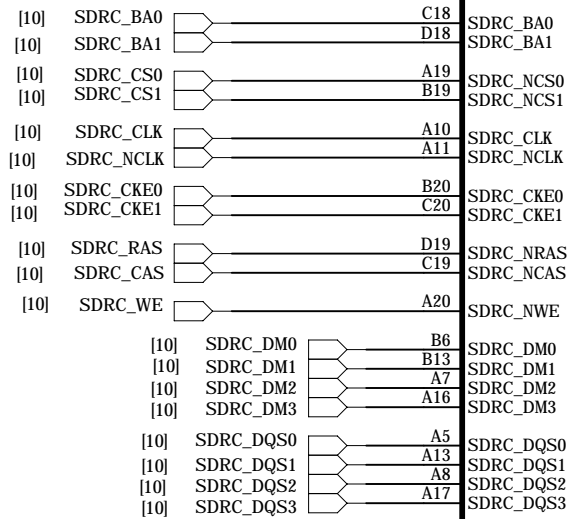 [10] SDRC_BA0 C18 SDRC_BA0
[10] SDRC_BA1 D18 SDRC_BA1
[10] SDRC_CS0 A19 SDRC_NCS0
[10] SDRC_CS1 B19 SDRC_NCS1
[10] SDRC_CLK A10 SDRC_CLK
[10] SDRC_NCLK A11 SDRC_NCLK
[10] SDRC_CKE0 B20 SDRC_CKE0
[10] SDRC_CKE1 C20 SDRC_CKE1
[10] SDRC_RAS D19 SDRC_NRAS
[10] SDRC_CAS C19 SDRC_NCAS
[10] SDRC_WE A20 SDRC_NWE
[10] SDRC_DM0 B6 SDRC_DM0
[10] SDRC_DM1 B13 SDRC_DM1
[10] SDRC_DM2 A7 SDRC_DM2
[10] SDRC_DM3 A16 SDRC_DM3
[10] SDRC_DQS0 A5 SDRC_DQS0
[10] SDRC_DQS1 A13 SDRC_DQS1
[10] SDRC_DQS2 A8 SDRC_DQS2
[10] SDRC_DQS3 A17 SDRC_DQS3